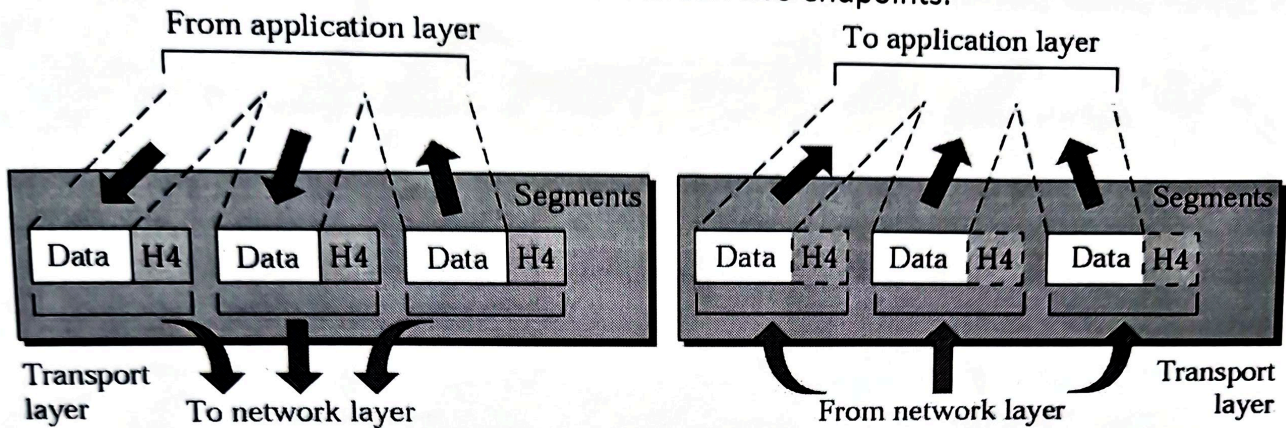 endpoints.
From application layer
To application layer
Segments
Segments
Data H4 Data H4 Data H4
Data H4 Data H4 Data H4
Transport
layer
To network layer
From network layer
Transport
layer